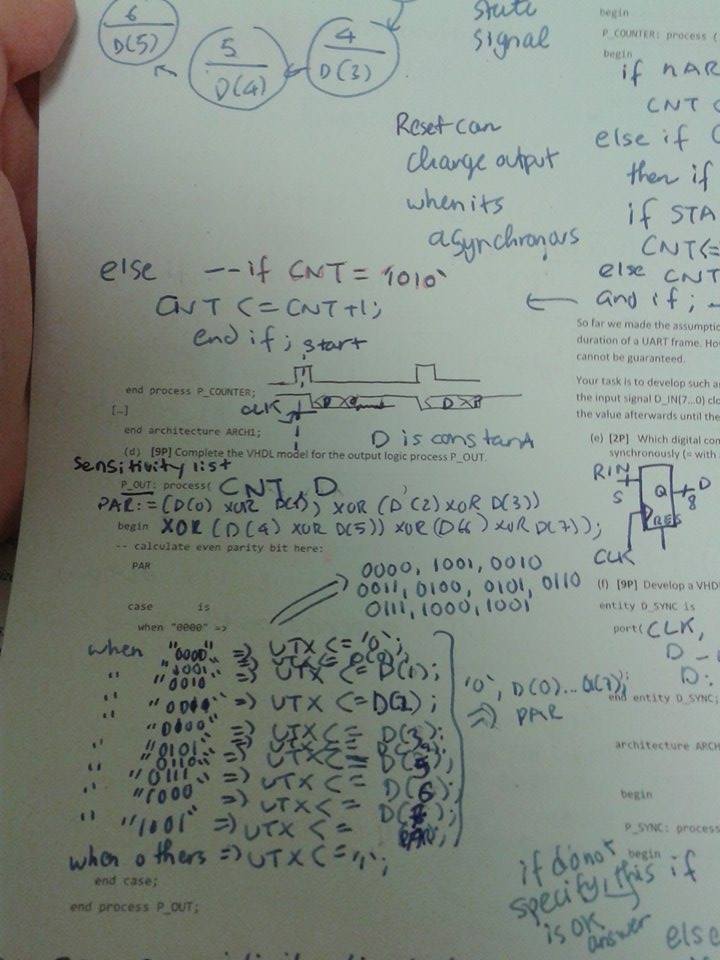 6
D(5)
5
D(4)
4
D(3)
state
signal
Reset can
change output
when its
asynchronous
else --if CNT = '1010'
CNT <= CNT+1;
end if; start
end process P_COUNTER;
CLK
[…]
end architecture ARCH1;
D is constant
(d) [9P] Complete the VHDL model for the output logic process P_OUT.
Sensitivity list
P_OUT: process( CNT, D
PAR:= (D(0) XOR D(1)) XOR (D(2) XOR D(3))
begin XOR (D(4) XOR D(5)) XOR (D(6) XOR D(7));
-- calculate even parity bit here:
PAR
0000, 1001, 0010
0011, 0100, 0101, 0110
0111, 1000, 1001
case is
when "0000" =>
when "0000" => UTX <= '0';
" "1001" => UTX <= D(1);
" "0010"
=> UTX <= D(2);
'0', D(0)...D(7);
=> PAR
=> UTX <= D(3);
" "0101" => UTX <= D(4);
" "0110" => UTX <= D(5);
" "0111" => UTX <= D(6);
" "1000" => UTX <=
" "1001" => UTX <= PAR;
when others => UTX <= '1';
end case;
end process P_OUT;
if do not
specify, this
is ok
answer
begin
P_COUNTER: process (
begin
if nAR
CNT <
else if C
then if
if STA
CNT<=
else CNT
end if;
So far we made the assumptio
duration of a UART frame. Ho
cannot be guaranteed.
Your task is to develop such a
the input signal D_IN(7...0) clo
the value afterwards until the
(e) [2P] Which digital com
synchronously (= with
RIN
S
Q
D
8
RES
CLK
(f) [9P] Develop a VHD
entity D_SYNC is
port( CLK,
D_
D:
end entity D_SYNC;
architecture ARCH
begin
P_SYNC: process
begin
if
else